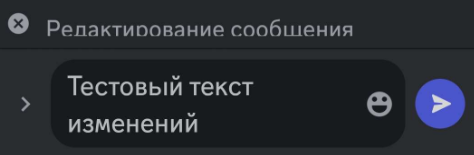 Редактирование сообщения
Тестовый текст
изменений